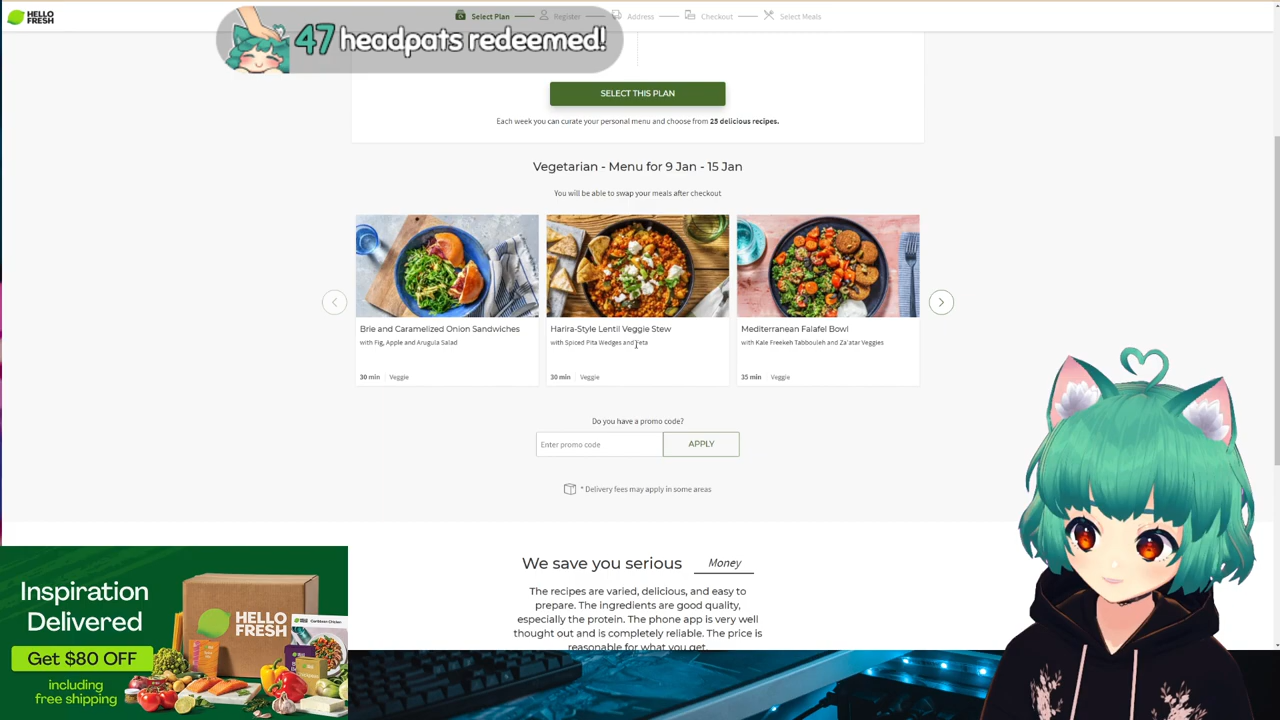 HELLO
FRESH
Select Plan
Register
Address
Checkout
Select Meals
47 headpats redeemed!
SELECT THIS PLAN
Each week you can curate your personal menu and choose from 25 delicious recipes.
Vegetarian - Menu for 9 Jan - 15 Jan
You will be able to swap your meals after checkout
Brie and Caramelized Onion Sandwiches
with Fig, Apple and Arugula Salad
30 min | Veggie
Harira-Style Lentil Veggie Stew
with Spiced Pita Wedges and Feta
30 min | Veggie
Mediterranean Falafel Bowl
with Kale Freekeh Tabbouleh and Za'atar Veggies
35 min | Veggie
Do you have a promo code?
Enter promo code
APPLY
* Delivery fees may apply in some areas
We save you serious Money
The recipes are varied, delicious, and easy to
prepare. The ingredients are good quality,
especially the protein. The phone app is very well
thought out and is completely reliable. The price is
reasonable for what you get.
Inspiration
Delivered
Get $80 OFF
including
free shipping
HELLO
FRESH
Caribbean Chicken